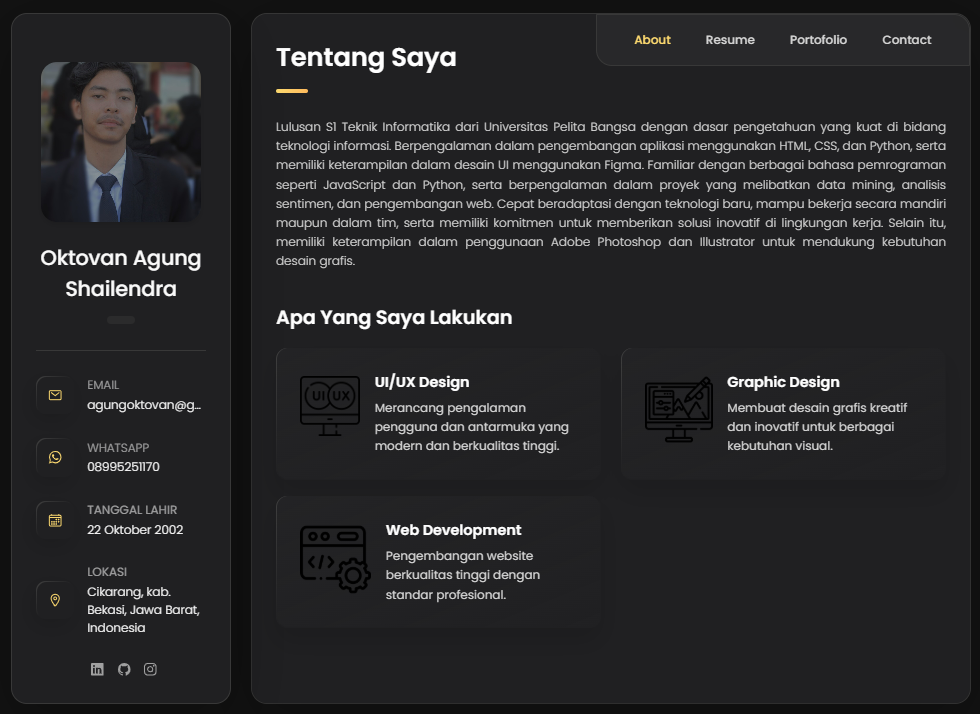 Oktovan Agung
Shailendra
EMAIL
agungoktovan@g...
WHATSAPP
08995251170
TANGGAL LAHIR
22 Oktober 2002
LOKASI
Cikarang, kab.
Bekasi, Jawa Barat,
Indonesia
About Resume Portofolio Contact
Tentang Saya
Lulusan S1 Teknik Informatika dari Universitas Pelita Bangsa dengan dasar pengetahuan yang kuat di bidang
teknologi informasi. Berpengalaman dalam pengembangan aplikasi menggunakan HTML, CSS, dan Python, serta
memiliki keterampilan dalam desain UI menggunakan Figma. Familiar dengan berbagai bahasa pemrograman
seperti JavaScript dan Python, serta berpengalaman dalam proyek yang melibatkan data mining, analisis
sentimen, dan pengembangan web. Cepat beradaptasi dengan teknologi baru, mampu bekerja secara mandiri
maupun dalam tim, serta memiliki komitmen untuk memberikan solusi inovatif di lingkungan kerja. Selain itu,
memiliki keterampilan dalam penggunaan Adobe Photoshop dan Illustrator untuk mendukung kebutuhan
desain grafis.
Apa Yang Saya Lakukan
UI UX
UI/UX Design
Merancang pengalaman
pengguna dan antarmuka yang
modern dan berkualitas tinggi.
Graphic Design
Membuat desain grafis kreatif
dan inovatif untuk berbagai
kebutuhan visual.
</>
Web Development
Pengembangan website
berkualitas tinggi dengan
standar profesional.